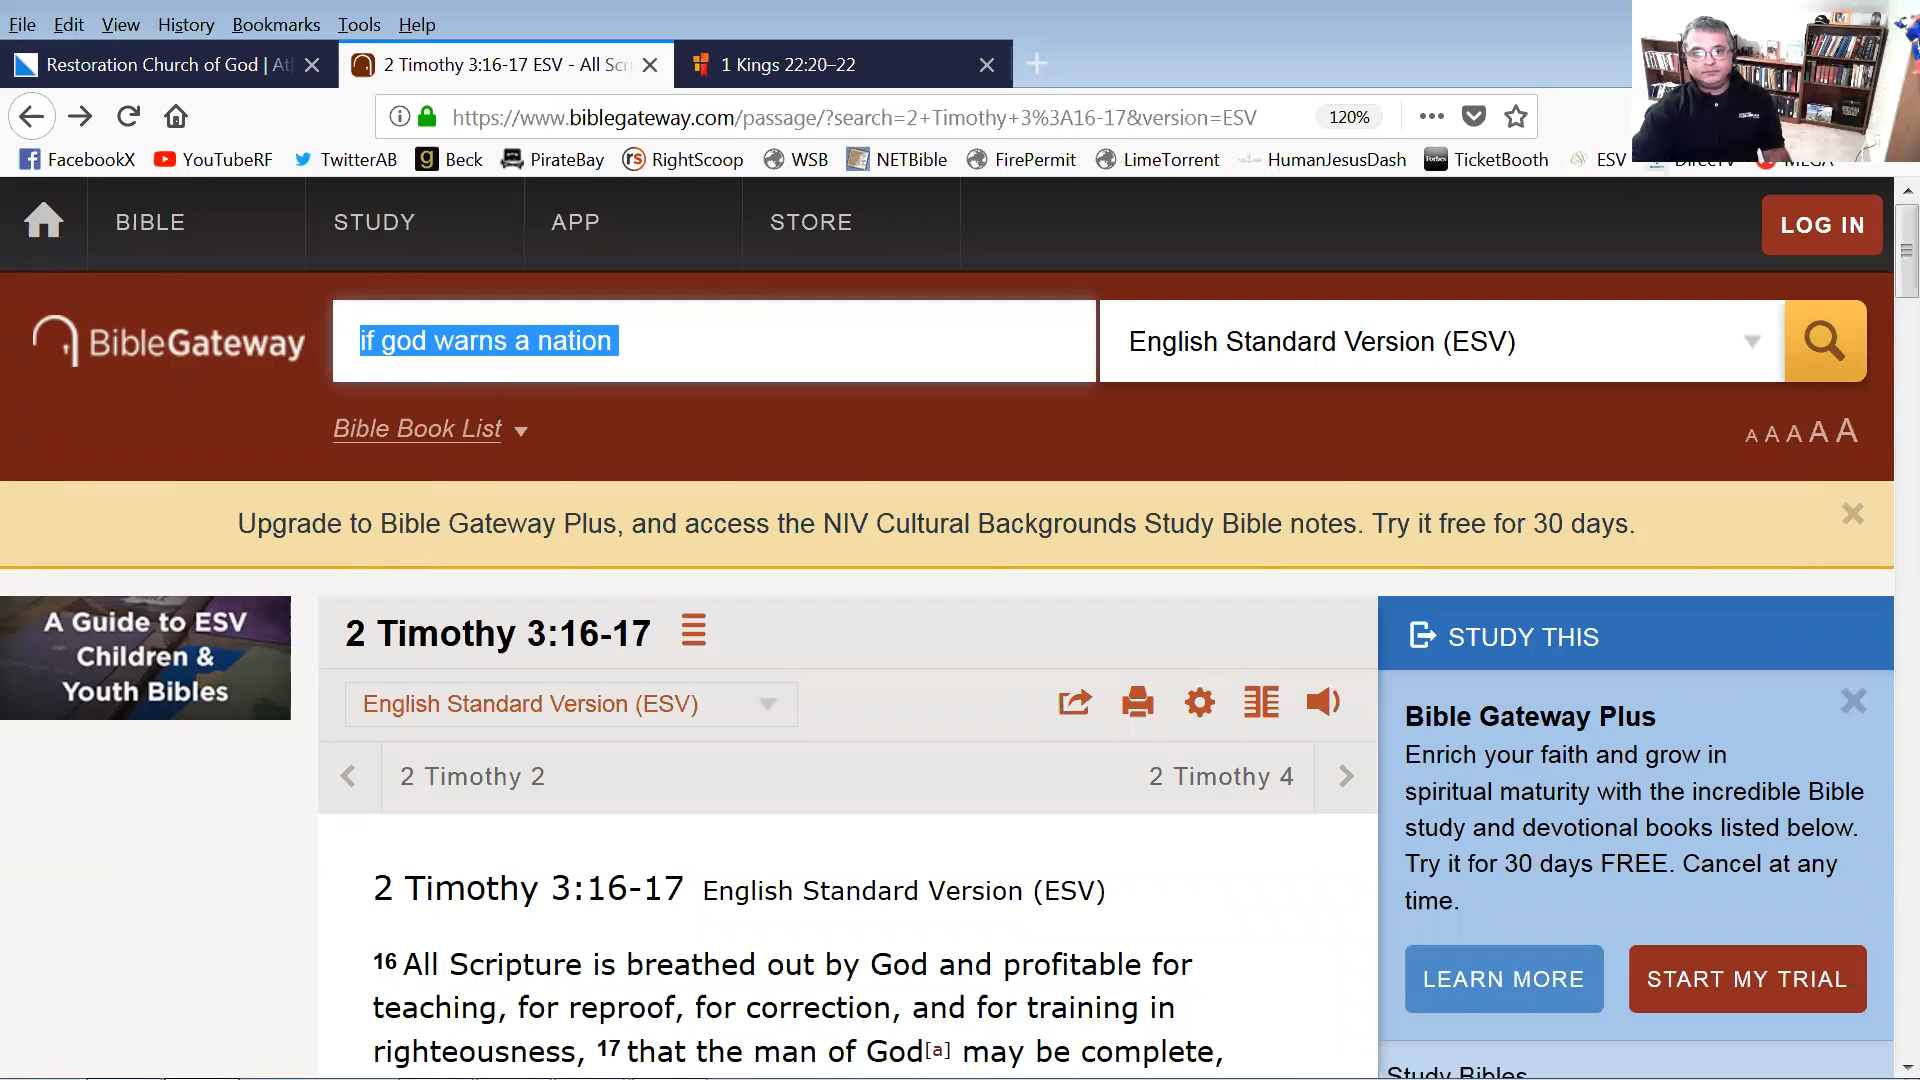 File Edit View History Bookmarks Tools Help
Restoration Church of God | At
2 Timothy 3:16-17 ESV - All Scr
1 Kings 22:20–22
https://www.biblegateway.com/passage/?search=2+Timothy+3%3A16-17&version=ESV
120%
FacebookX YouTubeRF TwitterAB Beck PirateBay RightScoop WSB NETBible FirePermit LimeTorrent HumanJesusDash TicketBooth ESV DirecTV MEGA
BIBLE STUDY APP STORE
LOG IN
BibleGateway
if god warns a nation
English Standard Version (ESV)
Bible Book List
A A A A A
Upgrade to Bible Gateway Plus, and access the NIV Cultural Backgrounds Study Bible notes. Try it free for 30 days.
A Guide to ESV
Children &
Youth Bibles
2 Timothy 3:16-17
English Standard Version (ESV)
2 Timothy 2
2 Timothy 4
2 Timothy 3:16-17 English Standard Version (ESV)
16 All Scripture is breathed out by God and profitable for
teaching, for reproof, for correction, and for training in
righteousness, 17 that the man of God[a] may be complete,
STUDY THIS
Bible Gateway Plus
Enrich your faith and grow in
spiritual maturity with the incredible Bible
study and devotional books listed below.
Try it for 30 days FREE. Cancel at any
time.
LEARN MORE
START MY TRIAL
Study Bibles